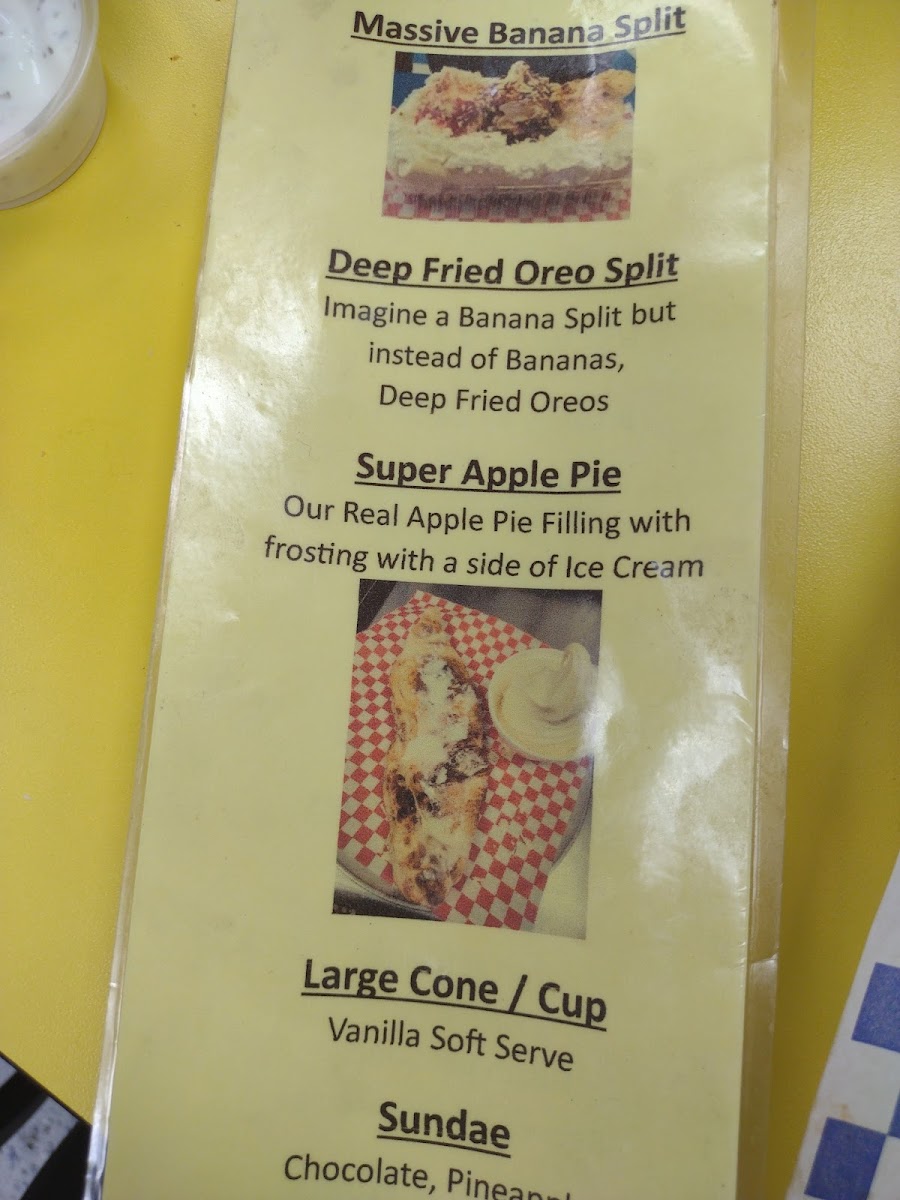 Massive Banana Split
Deep Fried Oreo Split
Imagine a Banana Split but
instead of Bananas,
Deep Fried Oreos
Super Apple Pie
Our Real Apple Pie Filling with
frosting with a side of Ice Cream
Large Cone / Cup
Vanilla Soft Serve
Sundae
Chocolate,